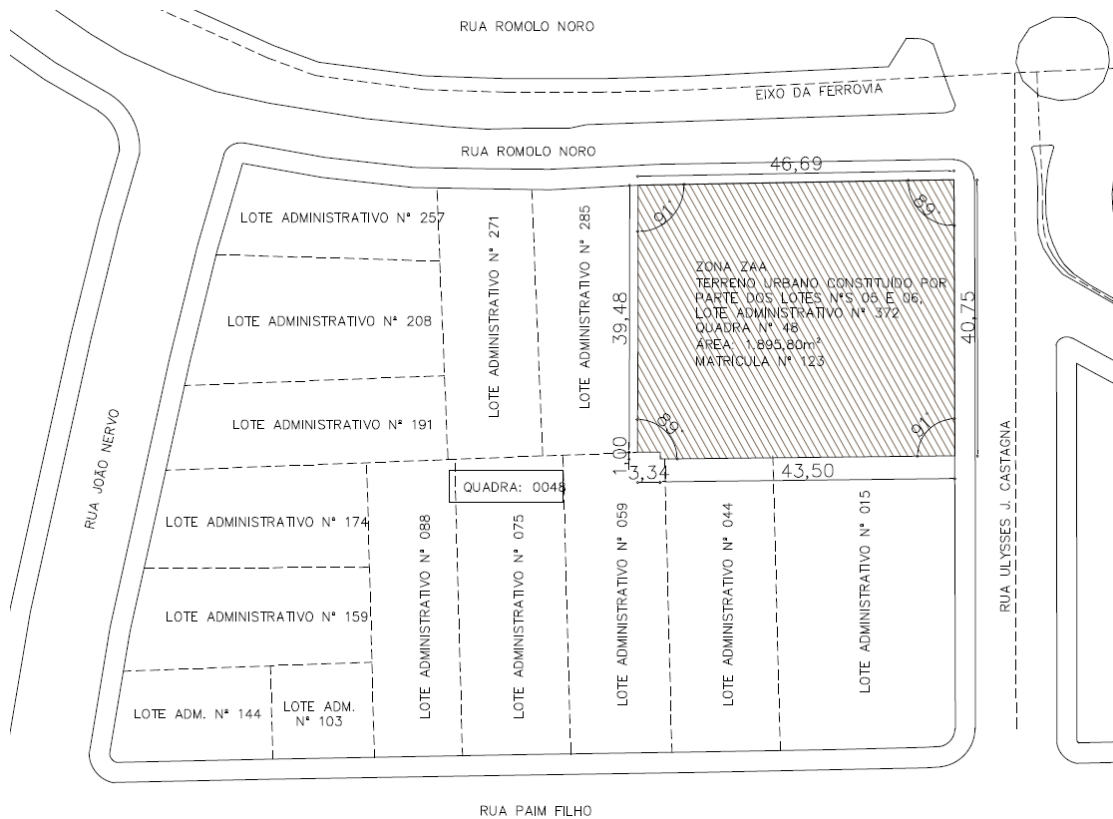 RUA ROMOLO NORO
EIXO DA FERROVIA
RUA ROMOLO NORO
46,69
91°
89°
LOTE ADMINISTRATIVO Nº 257
LOTE ADMINISTRATIVO Nº 271
LOTE ADMINISTRATIVO Nº 285
39,48
ZONA ZAA
TERRENO URBANO CONSTITUÍDO POR
PARTE DOS LOTES NºS 05 E 06,
LOTE ADMINISTRATIVO Nº 372
QUADRA Nº 48
ÁREA: 1.895,80m²
MATRÍCULA Nº 123
40,75
LOTE ADMINISTRATIVO Nº 208
LOTE ADMINISTRATIVO Nº 191
89°
91°
1,00
3,34
43,50
RUA JOÃO NERVO
QUADRA: 0048
LOTE ADMINISTRATIVO Nº 174
LOTE ADMINISTRATIVO Nº 088
LOTE ADMINISTRATIVO Nº 075
LOTE ADMINISTRATIVO Nº 059
LOTE ADMINISTRATIVO Nº 044
LOTE ADMINISTRATIVO Nº 015
RUA ULYSSES J. CASTAGNA
LOTE ADMINISTRATIVO Nº 159
LOTE ADM. Nº 144
LOTE ADM.
Nº 103
RUA PAIM FILHO